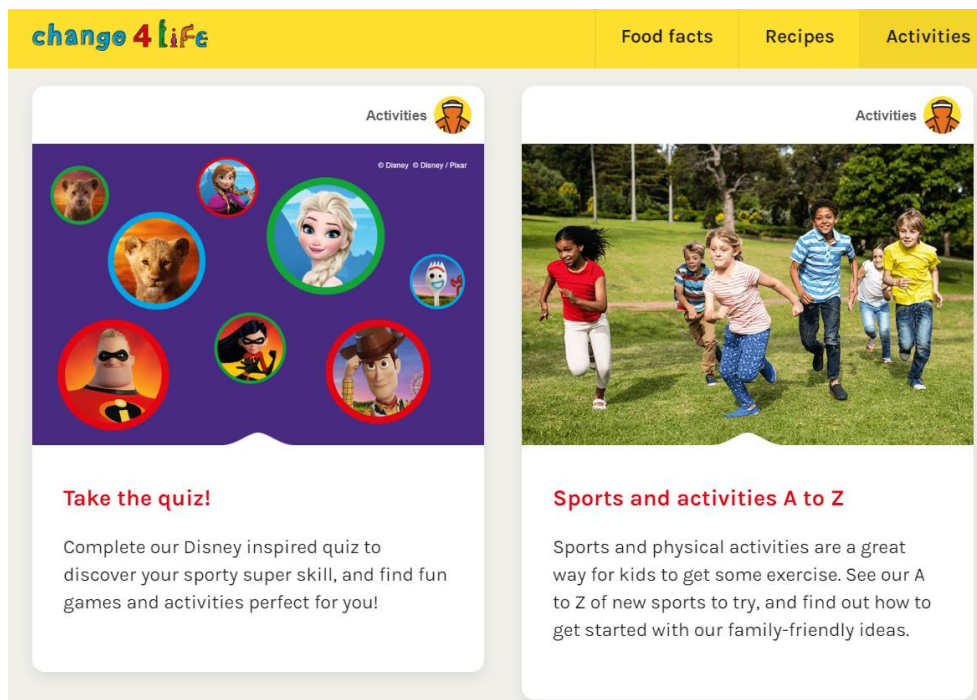 change 4 LiFe
Food facts
Recipes
Activities
Activities
© Disney © Disney / Pixar
Take the quiz!
Complete our Disney inspired quiz to
discover your sporty super skill, and find fun
games and activities perfect for you!
Activities
Sports and activities A to Z
Sports and physical activities are a great
way for kids to get some exercise. See our A
to Z of new sports to try, and find out how to
get started with our family-friendly ideas.